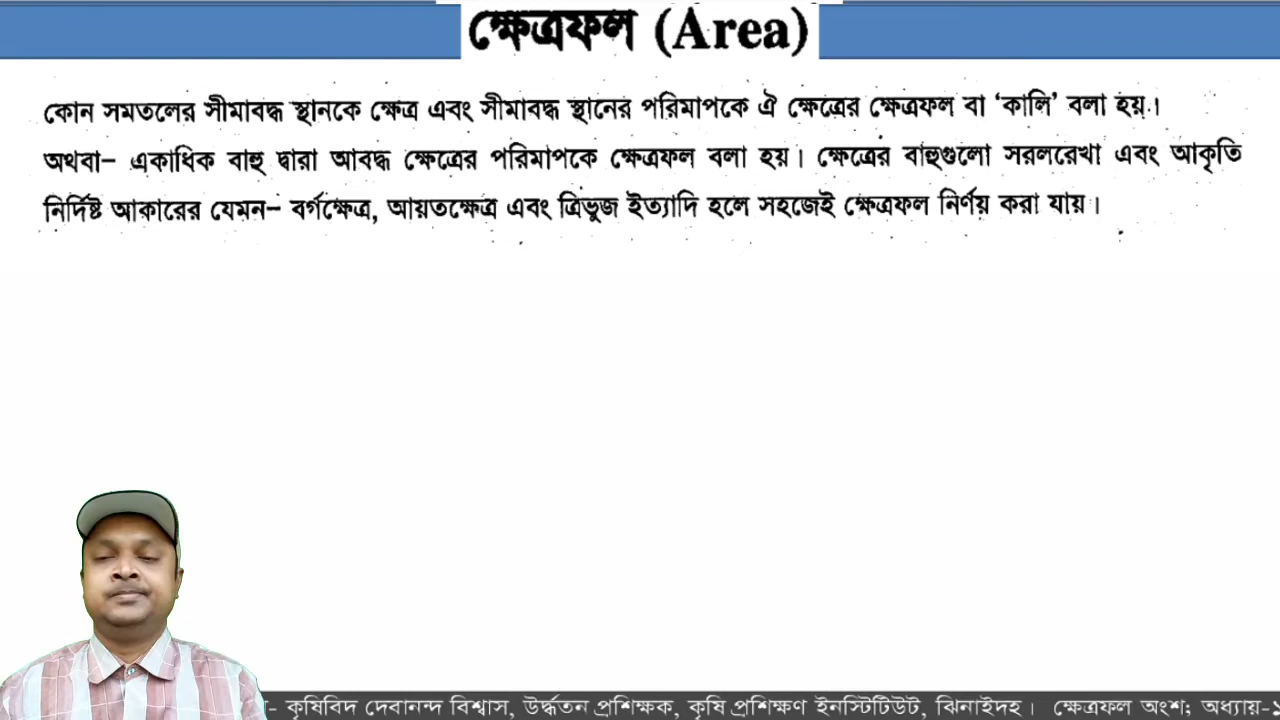 ক্ষেত্রফল (Area)
কোন সমতলের সীমাবদ্ধ স্থানকে ক্ষেত্র এবং সীমাবদ্ধ স্থানের পরিমাপকে ঐ ক্ষেত্রের ক্ষেত্রফল বা ‘কালি’ বলা হয়।
অথবা– একাধিক বাহু দ্বারা আবদ্ধ ক্ষেত্রের পরিমাপকে ক্ষেত্রফল বলা হয়। ক্ষেত্রের বাহুগুলো সরলরেখা এবং আকৃতি
নির্দিষ্ট আকারের যেমন– বর্গক্ষেত্র, আয়তক্ষেত্র এবং ত্রিভুজ ইত্যাদি হলে সহজেই ক্ষেত্রফল নির্ণয় করা যায়।
- কৃষিবিদ দেবানন্দ বিশ্বাস, উর্দ্ধতন প্রশিক্ষক, কৃষি প্রশিক্ষণ ইনস্টিটিউট, ঝিনাইদহ। ক্ষেত্রফল অংশ; অধ্যায়-